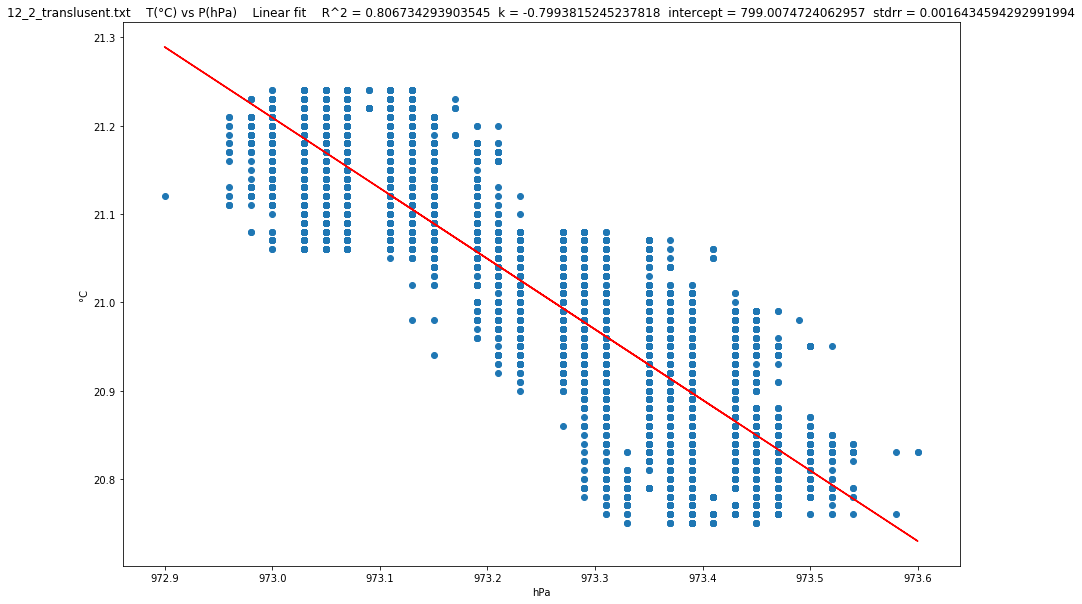 12_2_translusent.txt    T(°C) vs P(hPa)    Linear fit    R^2 = 0.806734293903545  k = -0.7993815245237818  intercept = 799.0074724062957  stdrr = 0.0016434594292991994
21.3
21.2
21.1
21.0
20.9
20.8
°C
972.9 973.0 973.1 973.2 973.3 973.4 973.5 973.6
hPa